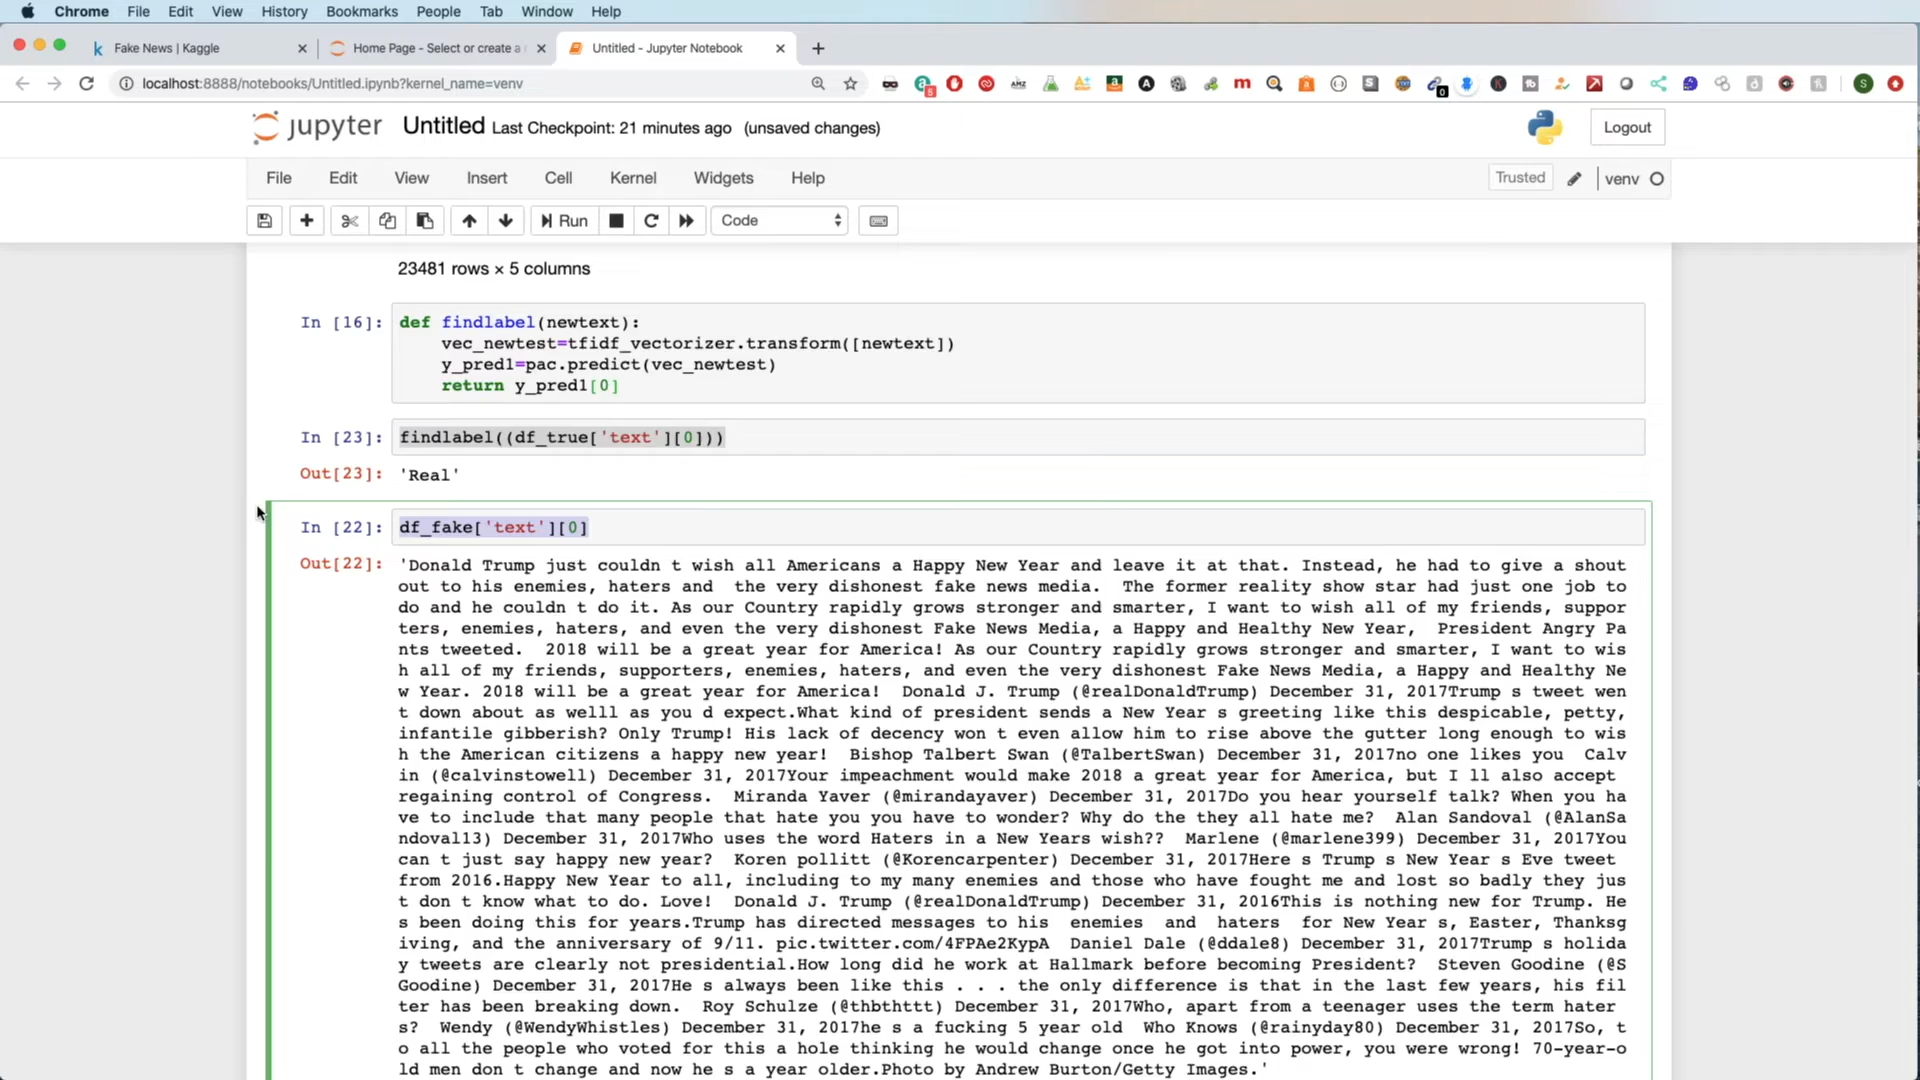 Chrome File Edit View History Bookmarks People Tab Window Help
Fake News | Kaggle
Home Page - Select or create a
Untitled - Jupyter Notebook
localhost:8888/notebooks/Untitled.ipynb?kernel_name=venv
jupyter Untitled Last Checkpoint: 21 minutes ago (unsaved changes)
Logout
File Edit View Insert Cell Kernel Widgets Help
Trusted venv
Run Code
23481 rows × 5 columns
In [16]: def findlabel(newtext):
vec_newtest=tfidf_vectorizer.transform([newtext])
y_pred1=pac.predict(vec_newtest)
return y_pred1[0]
In [23]: findlabel((df_true['text'][0]))
Out[23]: 'Real'
In [22]: df_fake['text'][0]
Out[22]: 'Donald Trump just couldn t wish all Americans a Happy New Year and leave it at that. Instead, he had to give a shout
out to his enemies, haters and  the very dishonest fake news media.  The former reality show star had just one job to
do and he couldn t do it. As our Country rapidly grows stronger and smarter, I want to wish all of my friends, suppor
ters, enemies, haters, and even the very dishonest Fake News Media, a Happy and Healthy New Year,  President Angry Pa
nts tweeted.  2018 will be a great year for America! As our Country rapidly grows stronger and smarter, I want to wis
h all of my friends, supporters, enemies, haters, and even the very dishonest Fake News Media, a Happy and Healthy Ne
w Year. 2018 will be a great year for America!  Donald J. Trump (@realDonaldTrump) December 31, 2017Trump s tweet wen
t down about as welll as you d expect.What kind of president sends a New Year s greeting like this despicable, petty,
infantile gibberish? Only Trump! His lack of decency won t even allow him to rise above the gutter long enough to wis
h the American citizens a happy new year!  Bishop Talbert Swan (@TalbertSwan) December 31, 2017no one likes you  Calv
in (@calvinstowell) December 31, 2017Your impeachment would make 2018 a great year for America, but I ll also accept
regaining control of Congress.  Miranda Yaver (@mirandayaver) December 31, 2017Do you hear yourself talk? When you ha
ve to include that many people that hate you you have to wonder? Why do the they all hate me?  Alan Sandoval (@AlanSa
ndoval13) December 31, 2017Who uses the word Haters in a New Years wish??  Marlene (@marlene399) December 31, 2017You
can t just say happy new year?  Koren pollitt (@Korencarpenter) December 31, 2017Here s Trump s New Year s Eve tweet
from 2016.Happy New Year to all, including to my many enemies and those who have fought me and lost so badly they jus
t don t know what to do. Love!  Donald J. Trump (@realDonaldTrump) December 31, 2016This is nothing new for Trump. He
s been doing this for years.Trump has directed messages to his  enemies  and  haters  for New Year s, Easter, Thanksg
iving, and the anniversary of 9/11. pic.twitter.com/4FPAe2KypA  Daniel Dale (@ddale8) December 31, 2017Trump s holida
y tweets are clearly not presidential.How long did he work at Hallmark before becoming President?  Steven Goodine (@S
Goodine) December 31, 2017He s always been like this . . . the only difference is that in the last few years, his fil
ter has been breaking down.  Roy Schulze (@thbthttt) December 31, 2017Who, apart from a teenager uses the term hater
s?  Wendy (@WendyWhistles) December 31, 2017he s a fucking 5 year old  Who Knows (@rainyday80) December 31, 2017So, t
o all the people who voted for this a hole thinking he would change once he got into power, you were wrong! 70-year-o
ld men don t change and now he s a year older.Photo by Andrew Burton/Getty Images.'